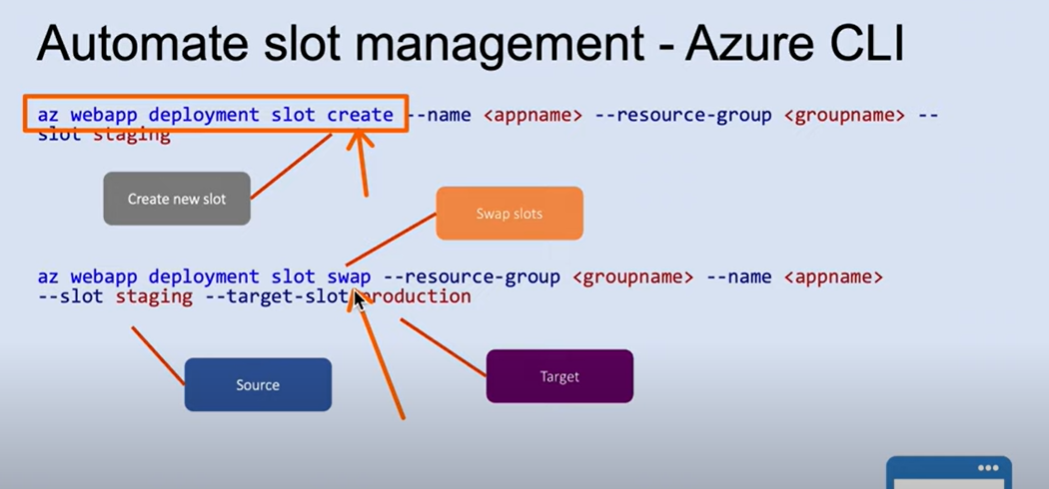 Automate slot management - Azure CLI
az webapp deployment slot create --name <appname> --resource-group <groupname> --
slot staging
Create new slot
Swap slots
az webapp deployment slot swap --resource-group <groupname> --name <appname>
--slot staging --target-slot production
Source
Target